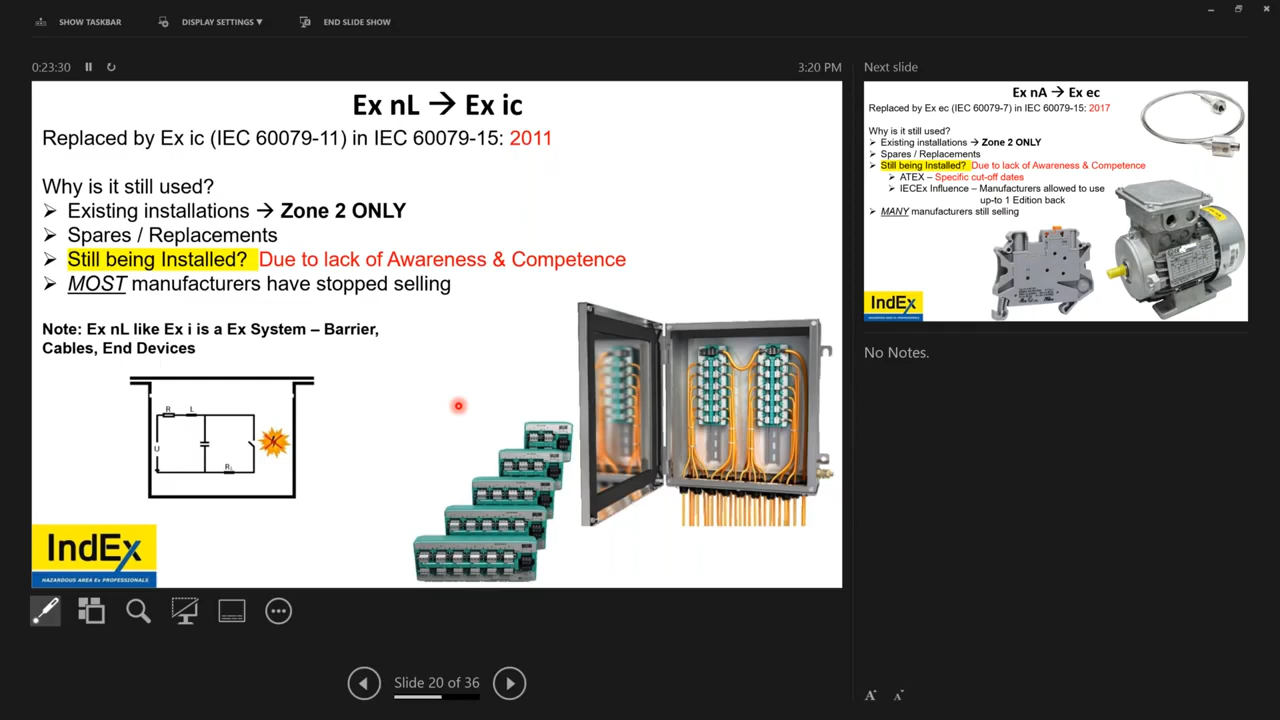 SHOW TASKBAR
DISPLAY SETTINGS ▼
END SLIDE SHOW
0:23:30
3:20 PM
Ex nL → Ex ic
Replaced by Ex ic (IEC 60079-11) in IEC 60079-15: 2011
Why is it still used?
➢ Existing installations → Zone 2 ONLY
➢ Spares / Replacements
➢ Still being Installed? Due to lack of Awareness & Competence
➢ MOST manufacturers have stopped selling
Note: Ex nL like Ex i is a Ex System – Barrier,
Cables, End Devices
R L
U
IndEx
HAZARDOUS AREA Ex PROFESSIONALS
Slide 20 of 36
Next slide
Ex nA → Ex ec
Replaced by Ex ec (IEC 60079-7) in IEC 60079-15: 2017
Why is it still used?
➢ Existing installations → Zone 2 ONLY
➢ Spares / Replacements
➢ Still being Installed? Due to lack of Awareness & Competence
➢ ATEX – Specific cut-off dates
➢ IECEx Influence – Manufacturers allowed to use
up-to 1 Edition back
➢ MANY manufacturers still selling
IndEx
HAZARDOUS AREA Ex PROFESSIONALS
No Notes.
A A